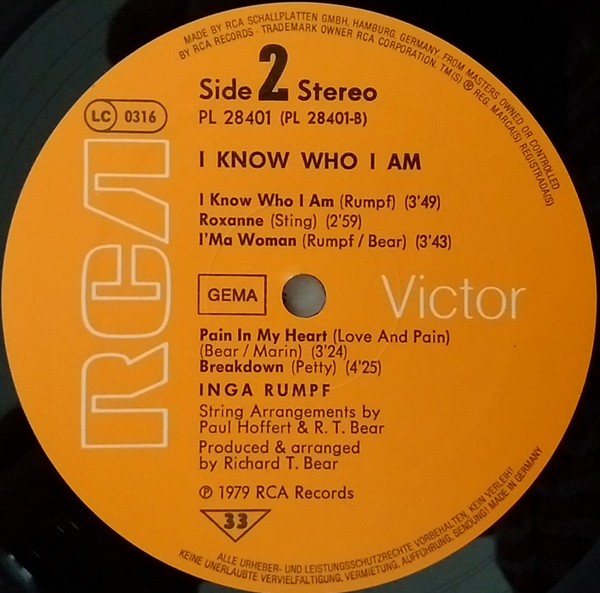 MADE BY RCA SCHALLPLATTEN GMBH, HAMBURG, GERMANY, FROM MASTERS OWNED OR CONTROLLED
BY RCA RECORDS · TRADEMARK OWNER RCA CORPORATION. TM(S) ® REG. MARCA(S) REGISTRADA(S)
Side 2 Stereo
PL 28401 (PL 28401-B)
LC 0316
RCA
I KNOW WHO I AM
I Know Who I Am (Rumpf) (3'49)
Roxanne (Sting) (2'59)
I'Ma Woman (Rumpf / Bear) (3'43)
GEMA
Victor
Pain In My Heart (Love And Pain)
(Bear / Marin) (3'24)
Breakdown (Petty) (4'25)
INGA RUMPF
String Arrangements by
Paul Hoffert & R. T. Bear
Produced & arranged
by Richard T. Bear
℗ 1979 RCA Records
33
ALLE URHEBER- UND LEISTUNGSSCHUTZRECHTE VORBEHALTEN, KEIN VERLEIH!
KEINE UNERLAUBTE VERVIELFÄLTIGUNG, VERMIETUNG, AUFFÜHRUNG, SENDUNG! MADE IN GERMANY